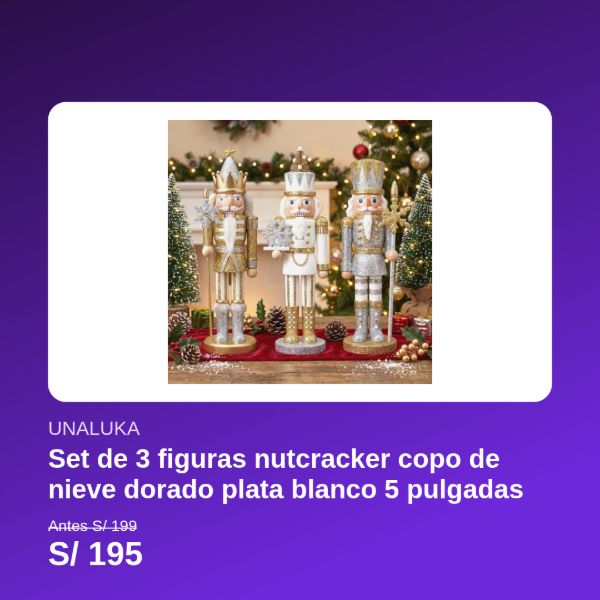 UNALUKA
Set de 3 figuras nutcracker copo de
nieve dorado plata blanco 5 pulgadas
Antes S/ 199
S/ 195